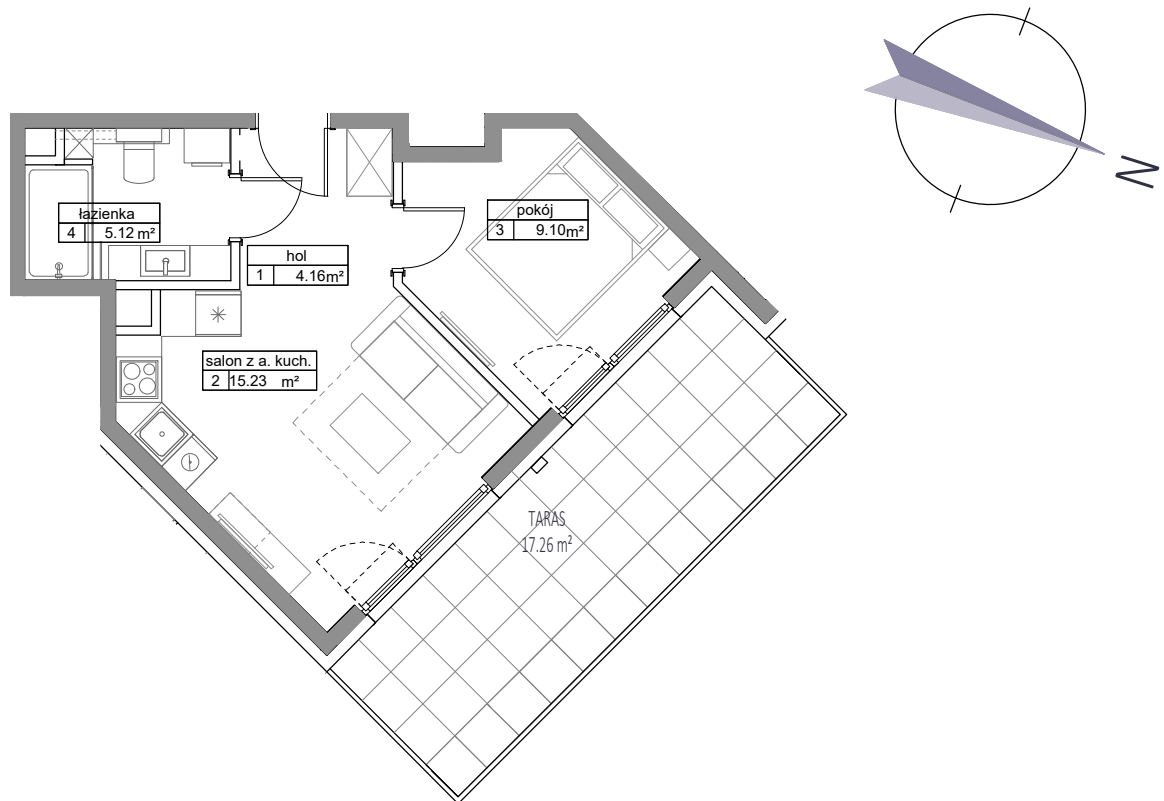 N
łazienka
4 5.12 m²
pokój
3 9.10m²
hol
1 4.16m²
salon z a. kuch.
2 15.23 m²
TARAS
17.26 m²